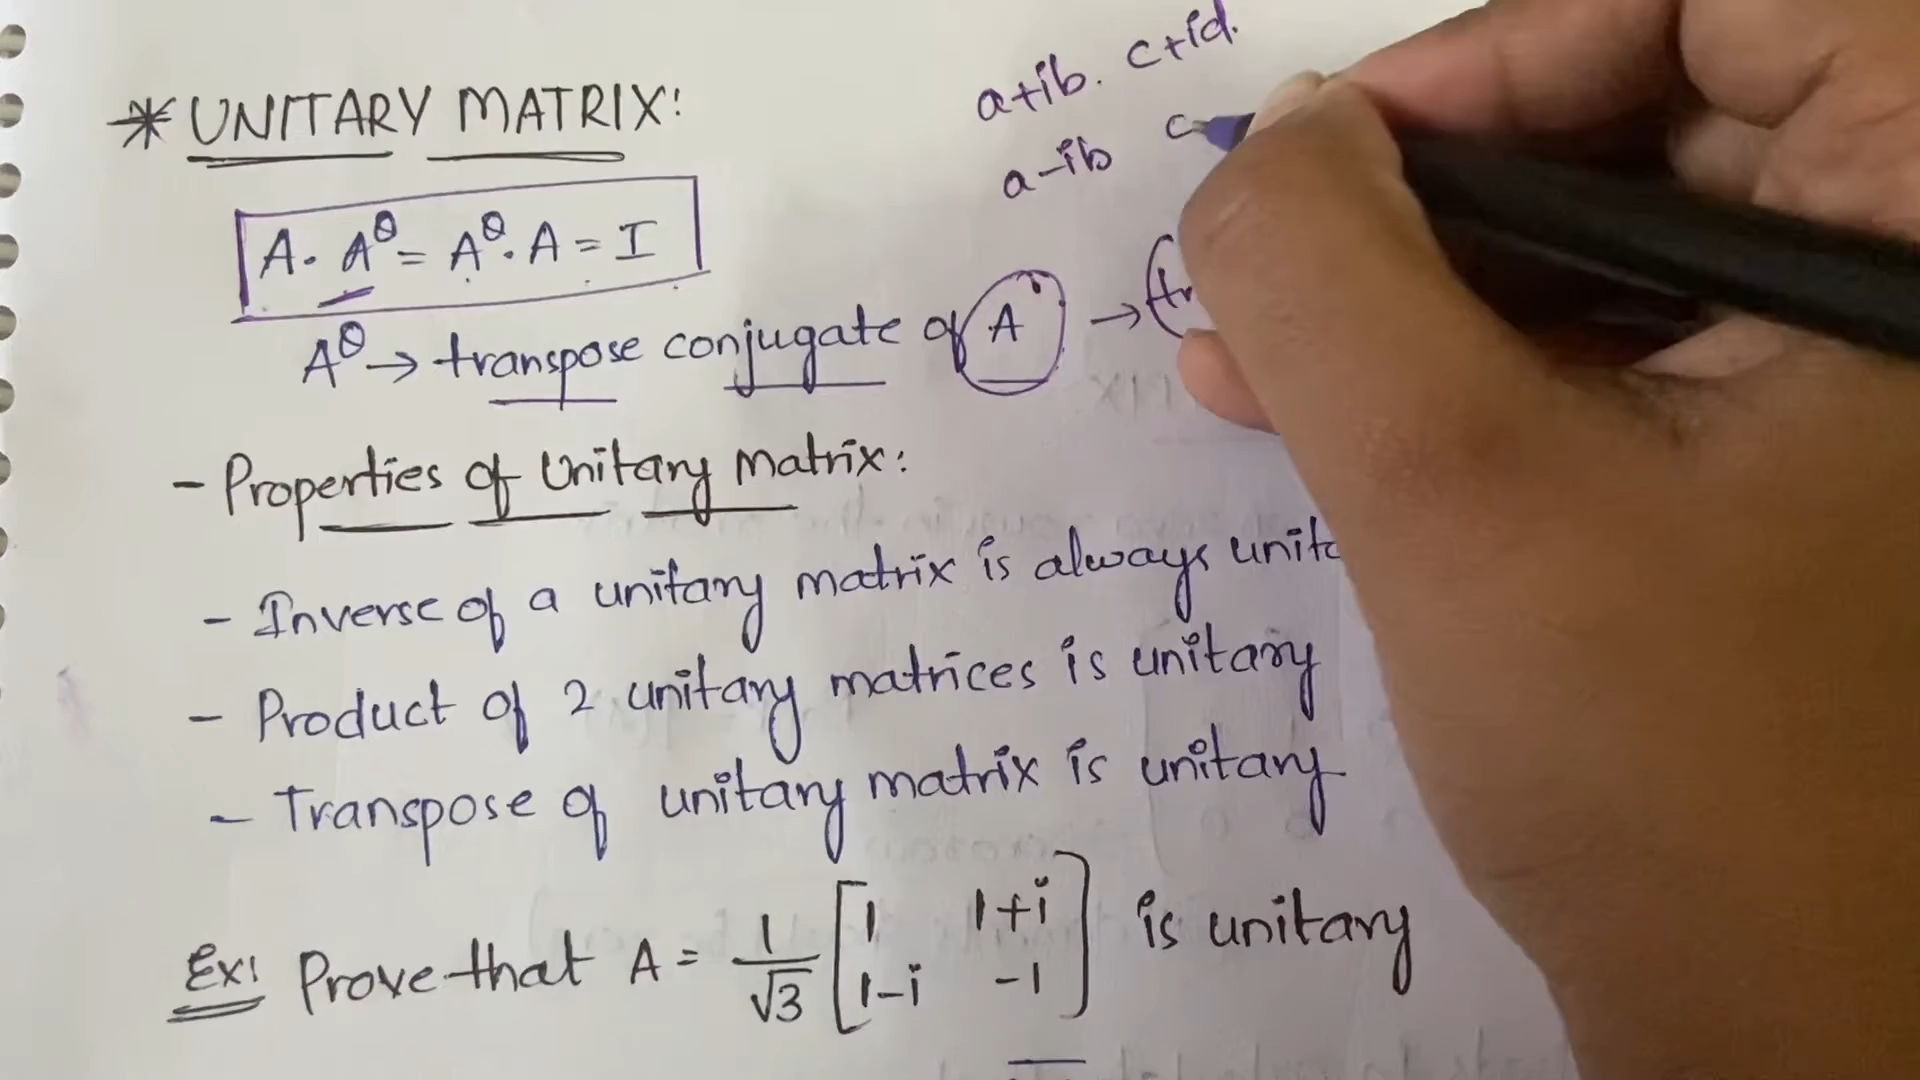 a+ib. c+id.
a-ib c-
* UNITARY MATRIX:
A. A^θ = A^θ. A = I
A^θ → transpose conjugate of A →
- Properties of Unitary Matrix:
- Inverse of a unitary matrix is always
- Product of 2 unitary matrices is unitary
- Transpose of unitary matrix is unitary
Ex: Prove that A = 1/√3 [1 1+i
1-i -1] is unitary